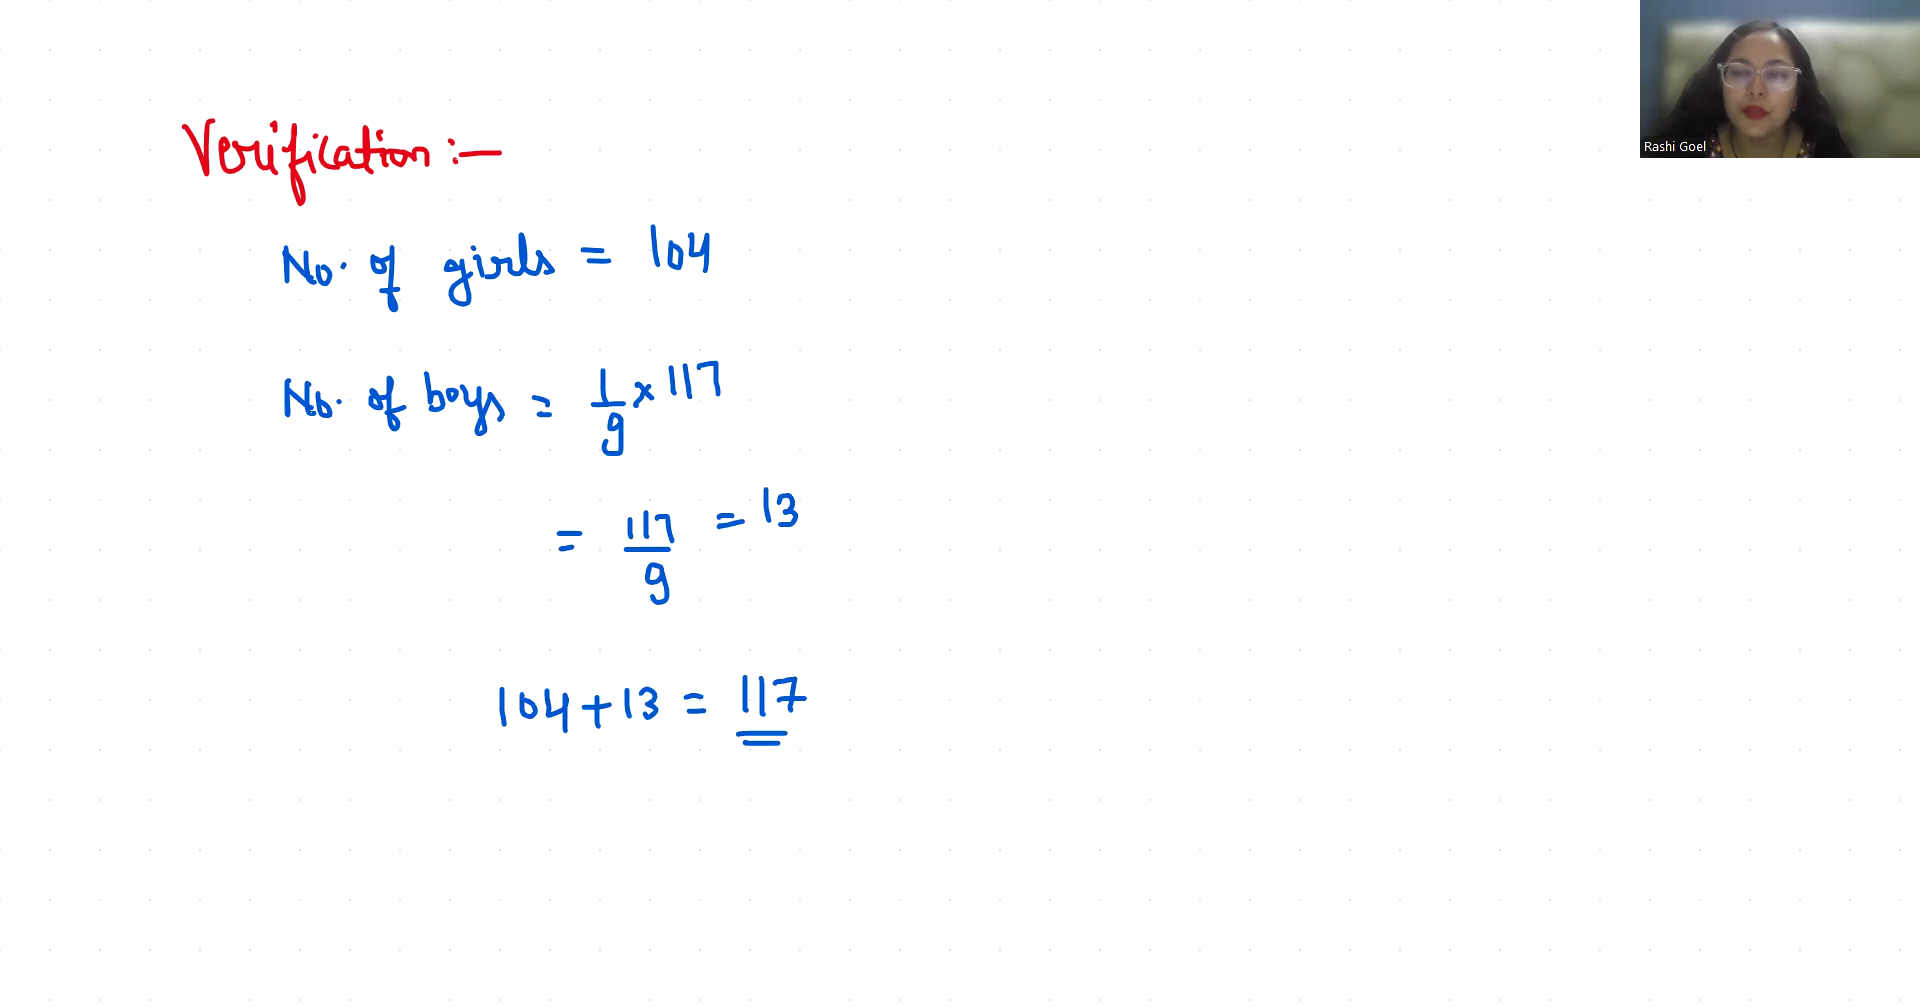 Verification :-
Rashi Goel
No. of girls = 104
No. of boys = 1/9 x 117
= 117/9 = 13
104 + 13 = 117